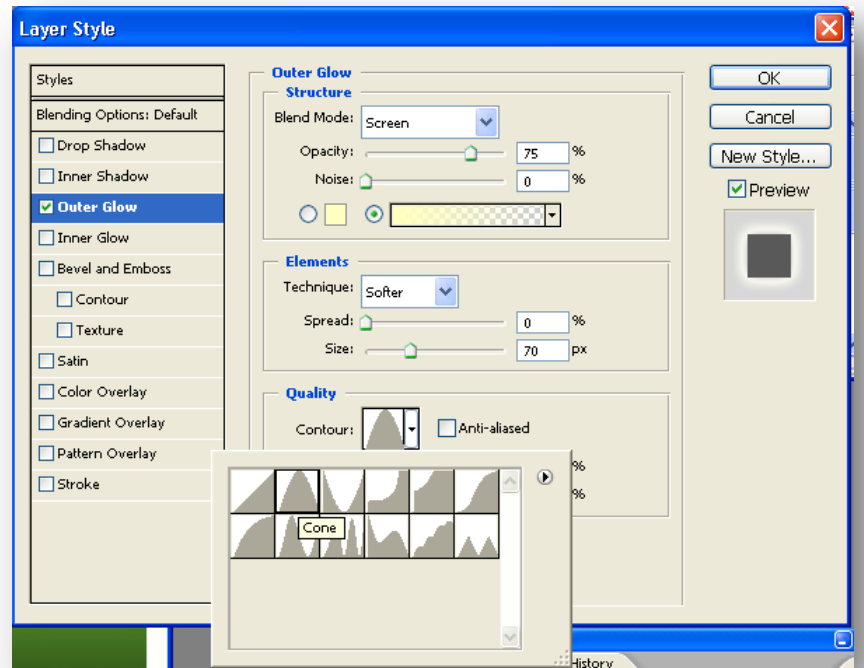 Layer Style
Styles
Blending Options: Default
Drop Shadow
Inner Shadow
Outer Glow
Inner Glow
Bevel and Emboss
Contour
Texture
Satin
Color Overlay
Gradient Overlay
Pattern Overlay
Stroke
Outer Glow
Structure
Blend Mode: Screen
Opacity: 75 %
Noise: 0 %
Elements
Technique: Softer
Spread: 0 %
Size: 70 px
Quality
Contour: Anti-aliased
%
%
Cone
OK
Cancel
New Style...
Preview
History